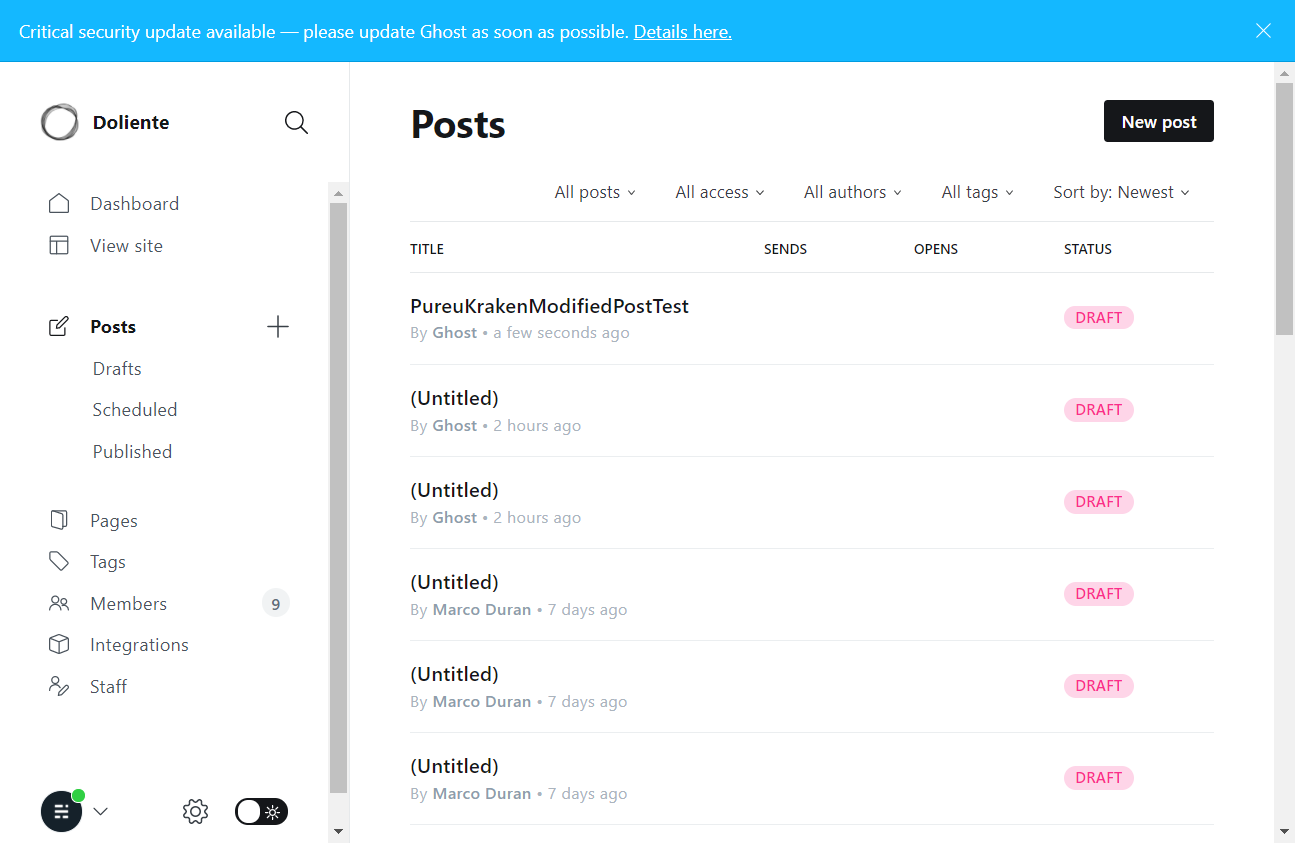 Critical security update available — please update Ghost as soon as possible. Details here.
Doliente
Dashboard
View site
Posts
Drafts
Scheduled
Published
Pages
Tags
Members 9
Integrations
Staff
Posts
New post
All posts All access All authors All tags Sort by: Newest
TITLE SENDS OPENS STATUS
PureuKrakenModifiedPostTest
By Ghost • a few seconds ago
DRAFT
(Untitled)
By Ghost • 2 hours ago
DRAFT
(Untitled)
By Ghost • 2 hours ago
DRAFT
(Untitled)
By Marco Duran • 7 days ago
DRAFT
(Untitled)
By Marco Duran • 7 days ago
DRAFT
(Untitled)
By Marco Duran • 7 days ago
DRAFT